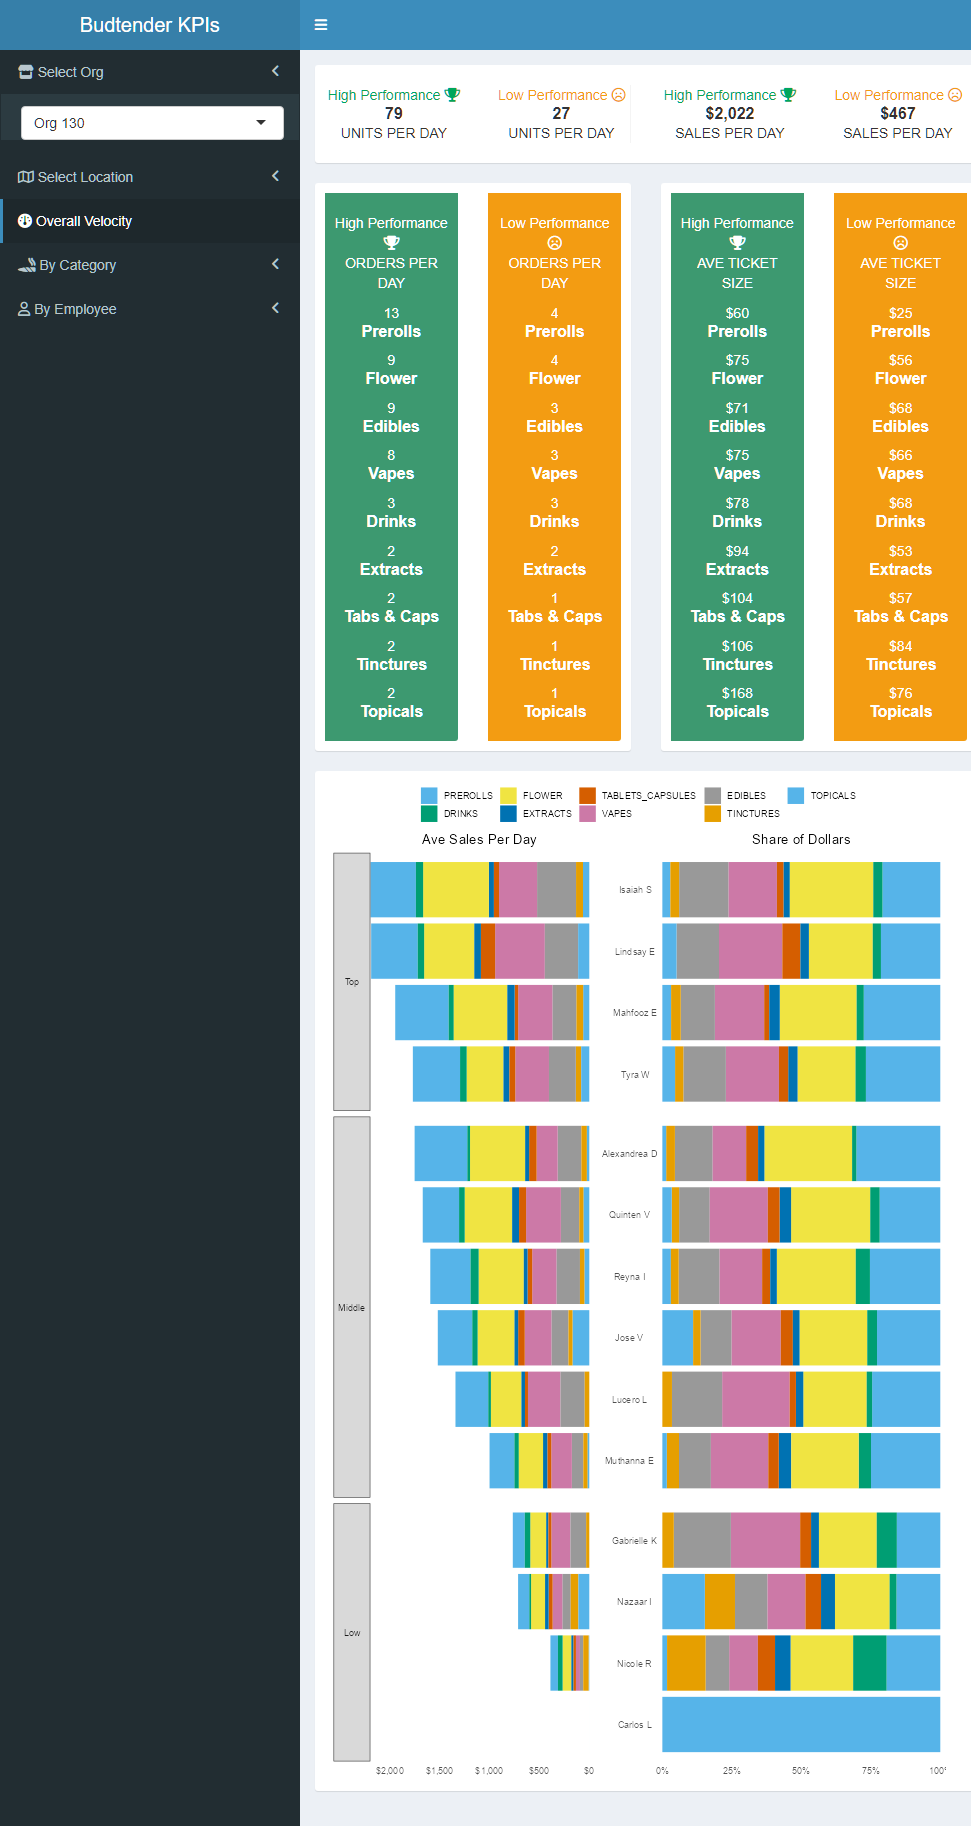 Budtender KPIs
Select Org
Org 130
Select Location
Overall Velocity
By Category
By Employee
High Performance
79
UNITS PER DAY
Low Performance
27
UNITS PER DAY
High Performance
$2,022
SALES PER DAY
Low Performance
$467
SALES PER DAY
High Performance
ORDERS PER
DAY
13
Prerolls
9
Flower
9
Edibles
8
Vapes
3
Drinks
2
Extracts
2
Tabs & Caps
2
Tinctures
2
Topicals
Low Performance
ORDERS PER
DAY
4
Prerolls
4
Flower
3
Edibles
3
Vapes
3
Drinks
2
Extracts
1
Tabs & Caps
1
Tinctures
1
Topicals
High Performance
AVE TICKET
SIZE
$60
Prerolls
$75
Flower
$71
Edibles
$75
Vapes
$78
Drinks
$94
Extracts
$104
Tabs & Caps
$106
Tinctures
$168
Topicals
Low Performance
AVE TICKET
SIZE
$25
Prerolls
$56
Flower
$68
Edibles
$66
Vapes
$68
Drinks
$53
Extracts
$57
Tabs & Caps
$84
Tinctures
$76
Topicals
PREROLLS FLOWER TABLETS_CAPSULES EDIBLES TOPICALS
DRINKS EXTRACTS VAPES TINCTURES
Ave Sales Per Day Share of Dollars
Top
Isaiah S
Lindsay E
Mahfooz E
Tyra W
Middle
Alexandrea D
Quinten V
Reyna I
Jose V
Lucero L
Muthanna E
Low
Gabrielle K
Nazaar I
Nicole R
Carlos L
$2,000 $1,500 $1,000 $500 $0 0% 25% 50% 75% 100%